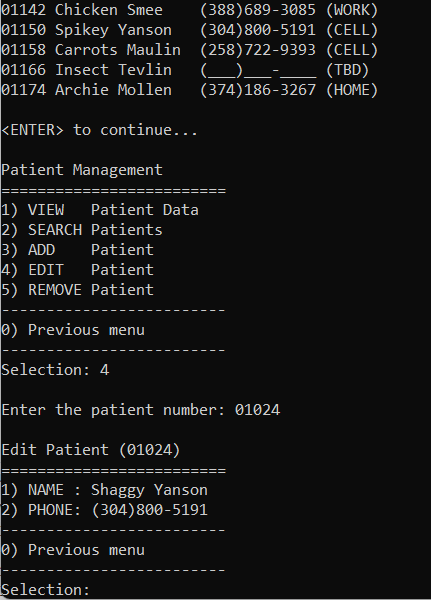 01142 Chicken Smee    (388)689-3085 (WORK)
01150 Spikey Yanson   (304)800-5191 (CELL)
01158 Carrots Maulin  (258)722-9393 (CELL)
01166 Insect Tevlin   (___)___-____ (TBD)
01174 Archie Mollen   (374)186-3267 (HOME)
<ENTER> to continue...
Patient Management
=========================
1) VIEW   Patient Data
2) SEARCH Patients
3) ADD    Patient
4) EDIT   Patient
5) REMOVE Patient
-------------------------
0) Previous menu
-------------------------
Selection: 4
Enter the patient number: 01024
Edit Patient (01024)
=========================
1) NAME : Shaggy Yanson
2) PHONE: (304)800-5191
-------------------------
0) Previous menu
-------------------------
Selection: